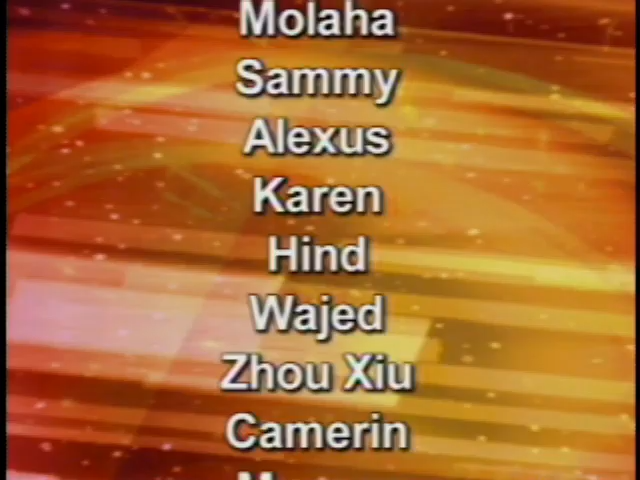 Molaha
Sammy
Alexus
Karen
Hind
Wajed
Zhou Xiu
Camerin